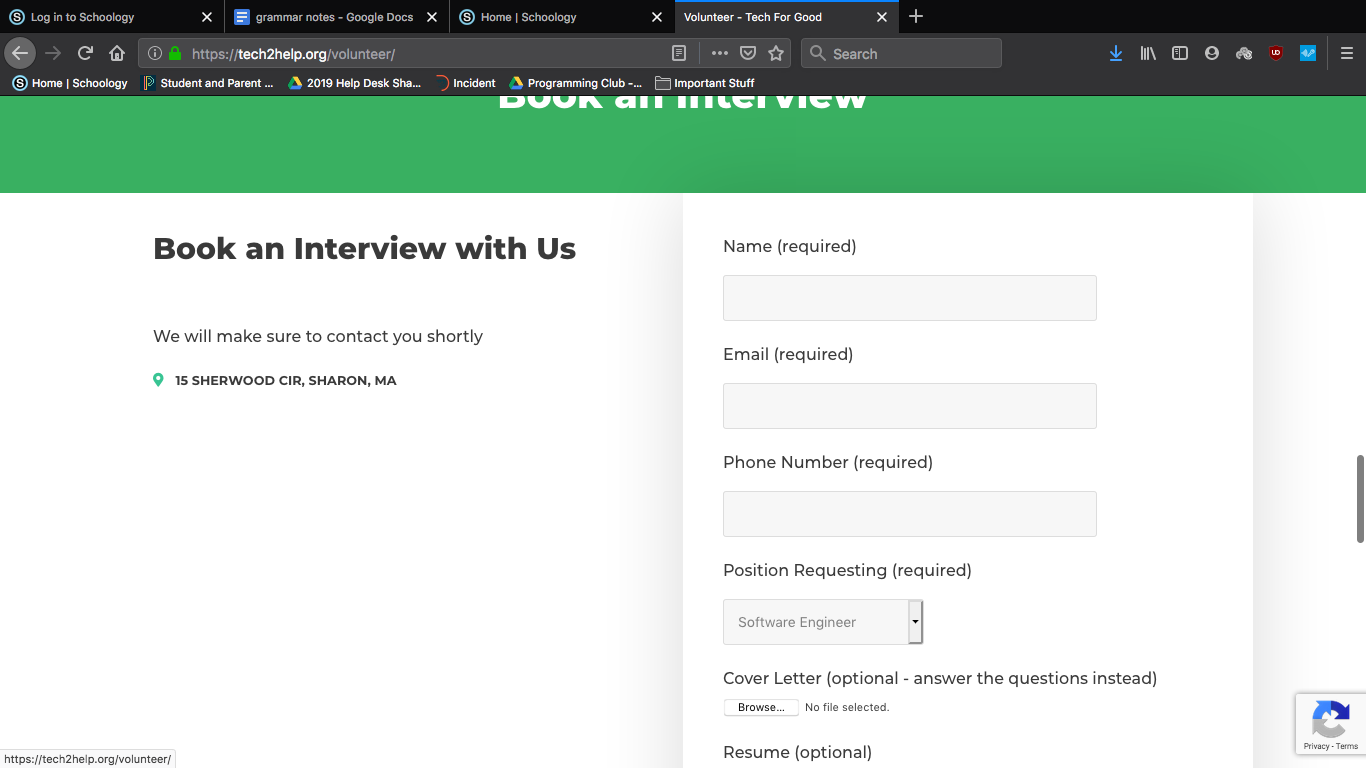 Log in to Schoology
grammar notes - Google Docs
Home | Schoology
Volunteer - Tech For Good
https://tech2help.org/volunteer/
Search
Home | Schoology
Student and Parent ...
2019 Help Desk Sha...
Incident
Programming Club -...
Important Stuff
Book an Interview
Book an Interview with Us
We will make sure to contact you shortly
15 SHERWOOD CIR, SHARON, MA
Name (required)
Email (required)
Phone Number (required)
Position Requesting (required)
Software Engineer
Cover Letter (optional - answer the questions instead)
Browse... No file selected.
Resume (optional)
Privacy - Terms
https://tech2help.org/volunteer/